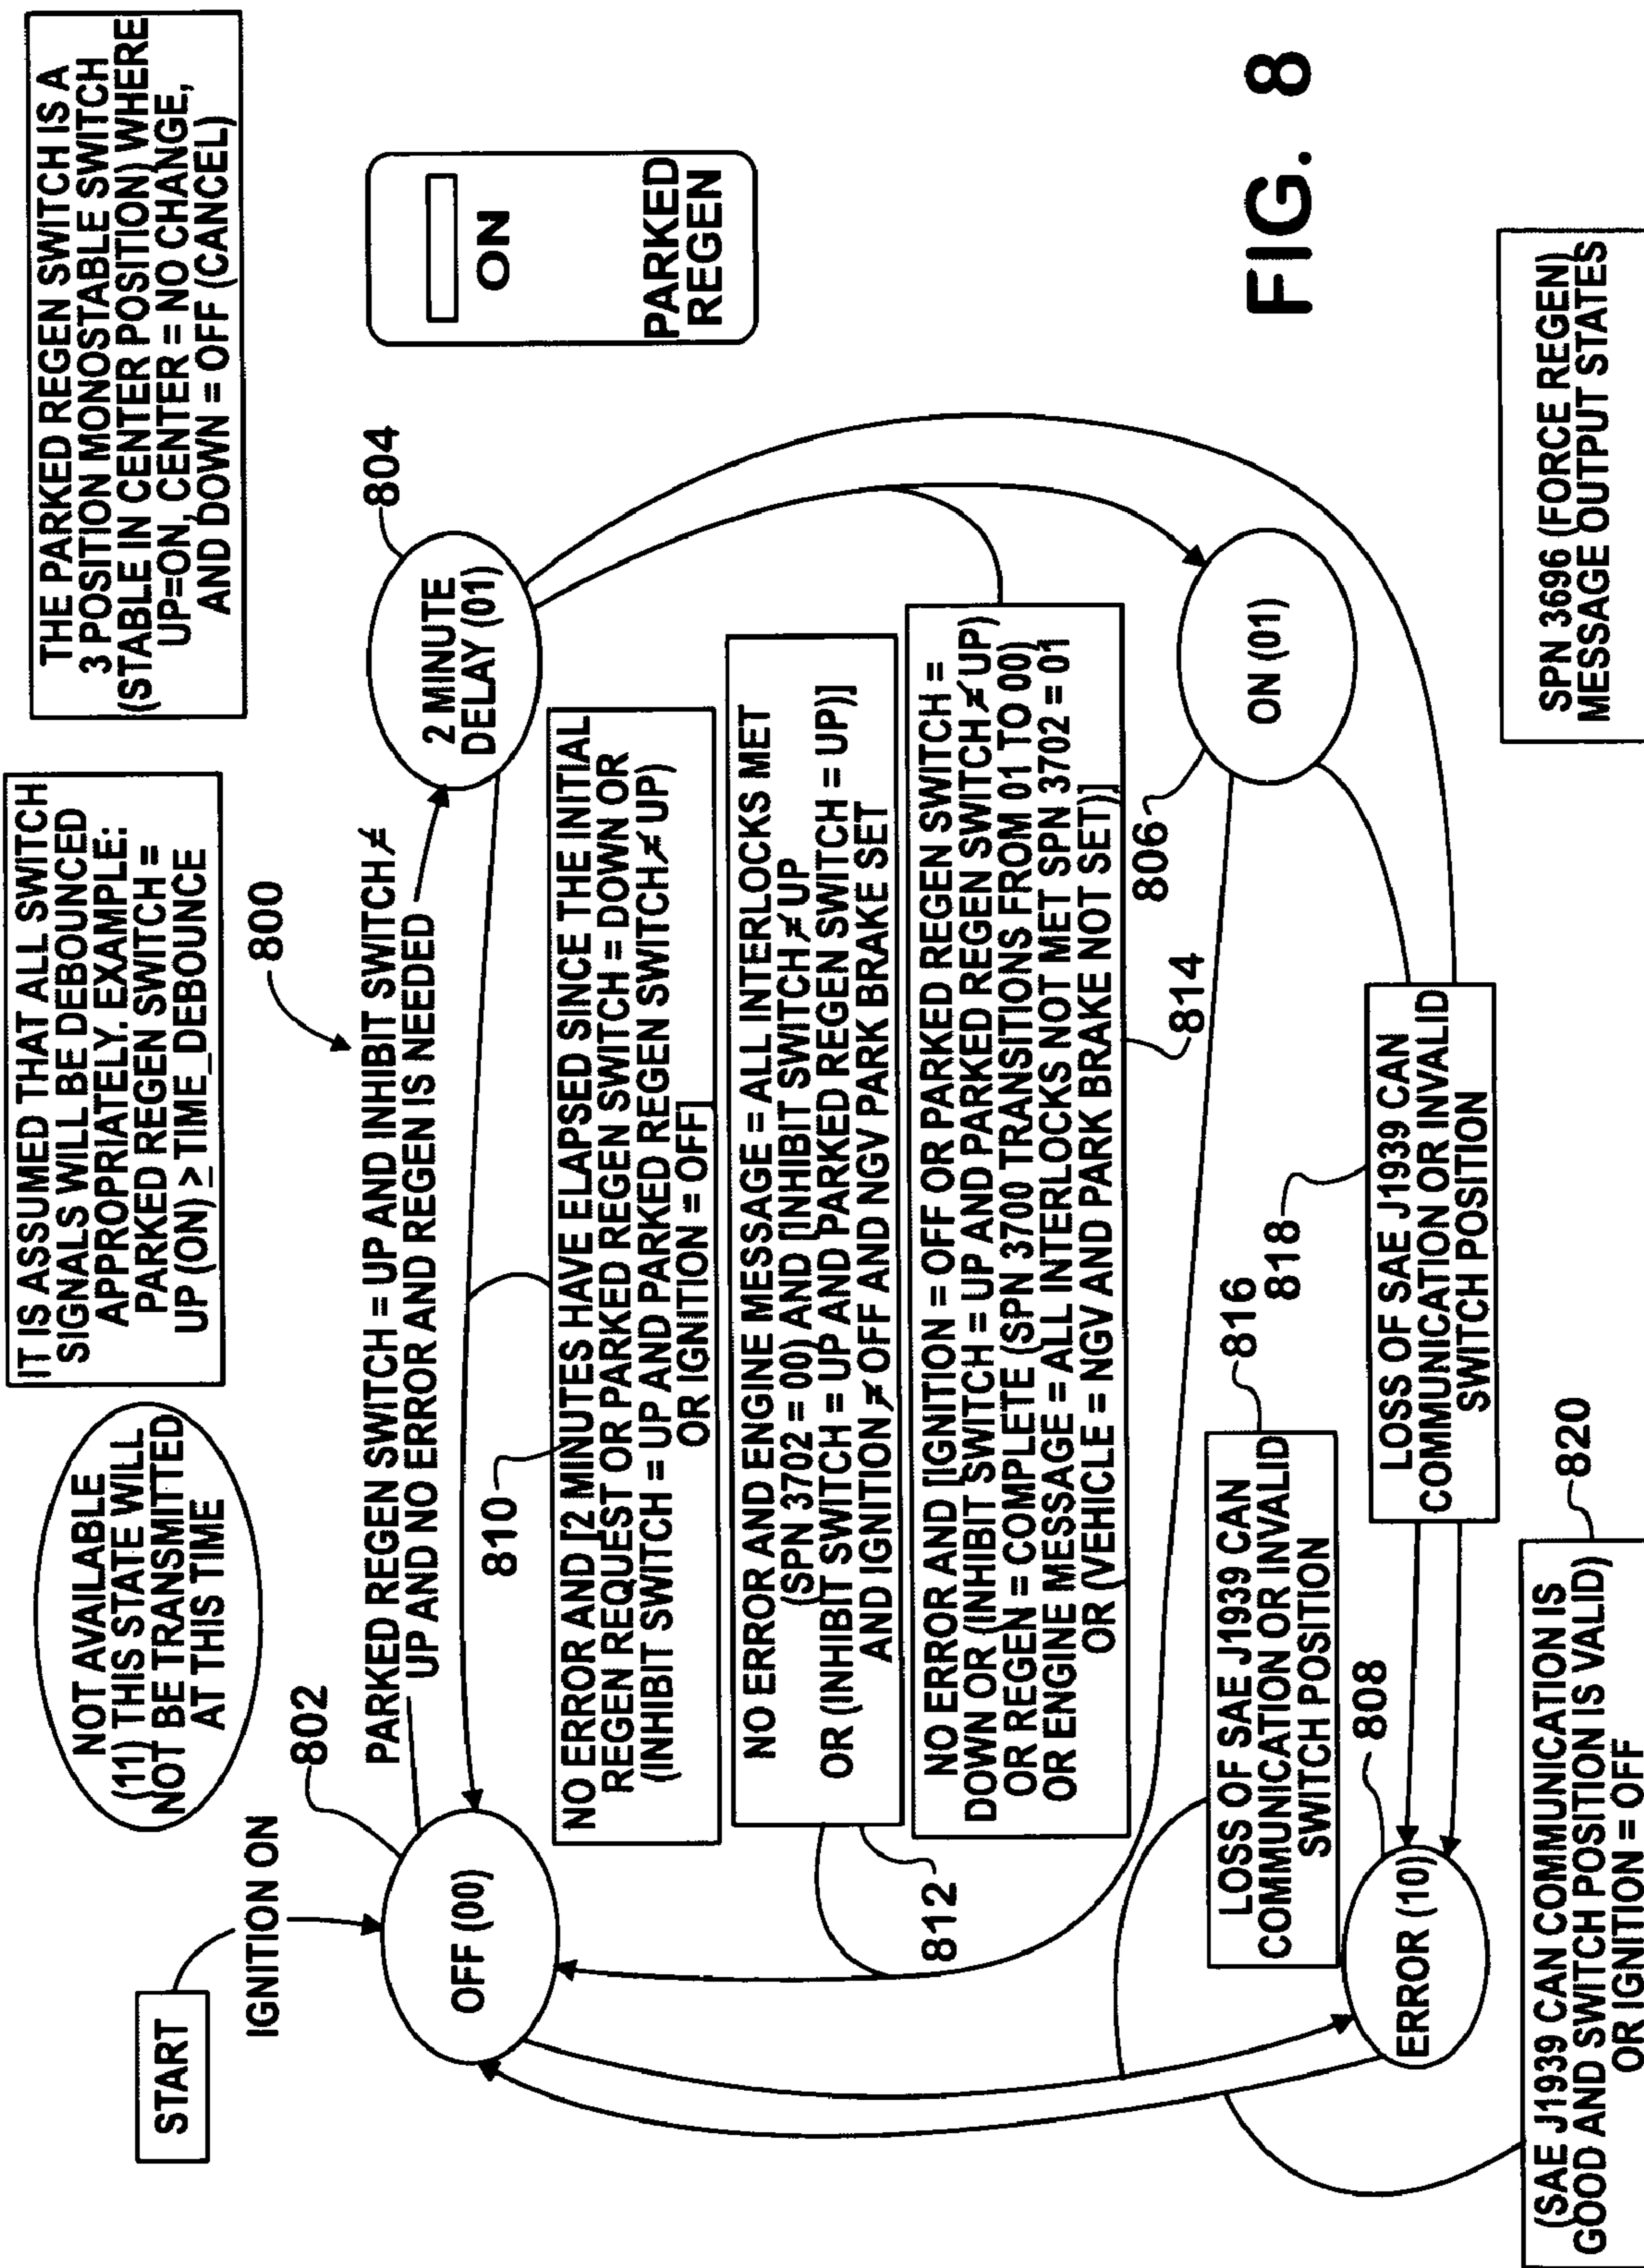 START
IGNITION ON
NOT AVAILABLE
(11) THIS STATE WILL
NOT BE TRANSMITTED
AT THIS TIME
IT IS ASSUMED THAT ALL SWITCH
SIGNALS WILL BE DEBOUNCED
APPROPRIATELY. EXAMPLE:
PARKED REGEN SWITCH =
UP (ON) ≥ TIME_DEBOUNCE
THE PARKED REGEN SWITCH IS A
3 POSITION MONOSTABLE SWITCH
(STABLE IN CENTER POSITION) WHERE
UP=ON, CENTER = NO CHANGE,
AND DOWN = OFF (CANCEL)
800
802
OFF (00)
PARKED REGEN SWITCH = UP AND INHIBIT SWITCH ≠
UP AND NO ERROR AND REGEN IS NEEDED
804
2 MINUTE
DELAY (01)
ON
PARKED
REGEN
810
NO ERROR AND [2 MINUTES HAVE ELAPSED SINCE THE INITIAL
REGEN REQUEST OR PARKED REGEN SWITCH = DOWN OR
(INHIBIT SWITCH = UP AND PARKED REGEN SWITCH ≠ UP)
OR IGNITION = OFF]
NO ERROR AND ENGINE MESSAGE = ALL INTERLOCKS MET
(SPN 3702 = 00) AND [INHIBIT SWITCH ≠ UP
OR (INHIBIT SWITCH = UP AND PARKED REGEN SWITCH = UP)]
AND IGNITION ≠ OFF AND NGV PARK BRAKE SET
812
NO ERROR AND [IGNITION = OFF OR PARKED REGEN SWITCH =
DOWN OR (INHIBIT SWITCH = UP AND PARKED REGEN SWITCH ≠ UP)
OR REGEN = COMPLETE (SPN 3700 TRANSITIONS FROM 01 TO 00)
OR ENGINE MESSAGE = ALL INTERLOCKS NOT MET SPN 3702 = 01
OR (VEHICLE = NGV AND PARK BRAKE NOT SET)]
814
806
ON (01)
LOSS OF SAE J1939 CAN
COMMUNICATION OR INVALID
SWITCH POSITION
816
818
LOSS OF SAE J1939 CAN
COMMUNICATION OR INVALID
SWITCH POSITION
808
ERROR (10)
FIG. 8
(SAE J1939 CAN COMMUNICATION IS
GOOD AND SWITCH POSITION IS VALID)
OR IGNITION = OFF
820
SPN 3696 (FORCE REGEN)
MESSAGE OUTPUT STATES